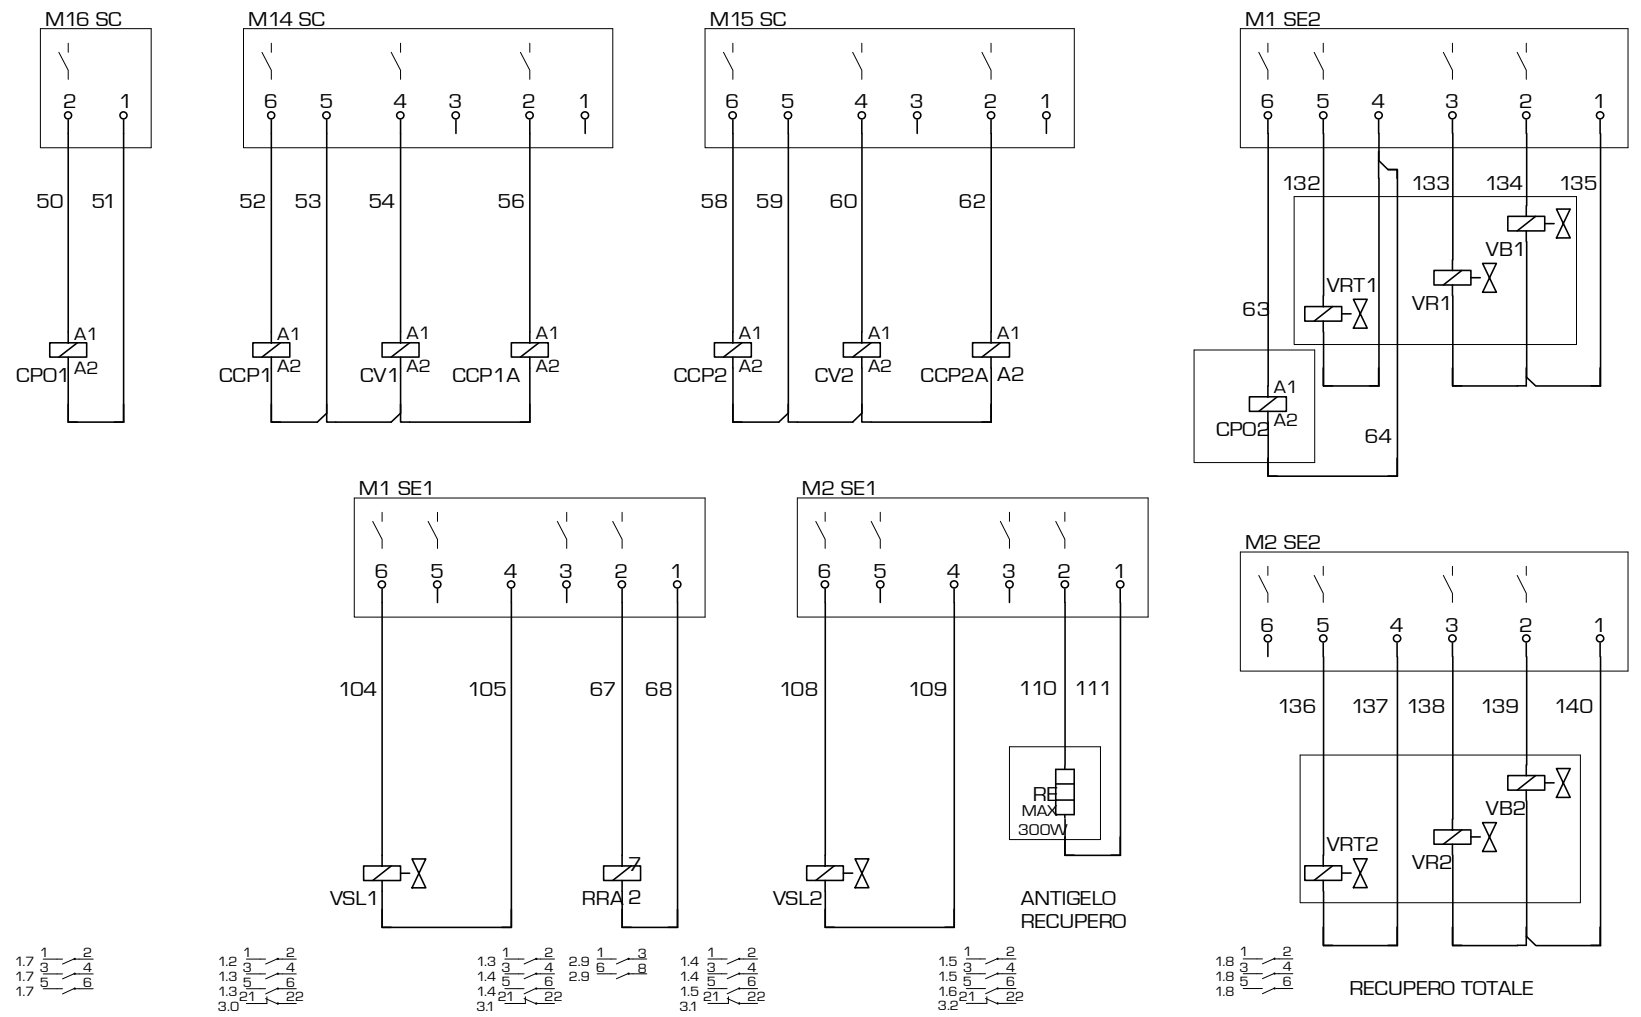 M16 SC
M14 SC
M15 SC
M1 SE2
2 1
6 5 4 3 2 1
6 5 4 3 2 1
6 5 4 3 2 1
50 51
52 53 54 56
58 59 60 62
132 133 134 135
VB1
VRT1
VR1
63
A1
A2
CPO1
A1
A2
CCP1
A1
A2
CV1
A1
A2
CCP1A
A1
A2
CCP2
A1
A2
CV2
A1
A2
CCP2A
A1
A2
CPO2
64
M1 SE1
M2 SE1
M2 SE2
6 5 4 3 2 1
6 5 4 3 2 1
6 5 4 3 2 1
104 105 67 68
108 109 110 111
136 137 138 139 140
RE
MAX
300W
VB2
VRT2
VR2
VSL1
7
RRA 2
VSL2
ANTIGELO
RECUPERO
1.7 1 2
1.7 3 4
1.7 5 6
1.2 1 2
1.3 3 4
1.3 5 6
3.0 21 22
1.3 1 2
1.4 3 4
1.4 5 6
3.1 21 22
2.9 1 3
2.9 6 8
1.4 1 2
1.4 3 4
1.5 5 6
3.1 21 22
1.5 1 2
1.5 3 4
1.6 5 6
3.2 21 22
1.8 1 2
1.8 3 4
1.8 5 6
RECUPERO TOTALE